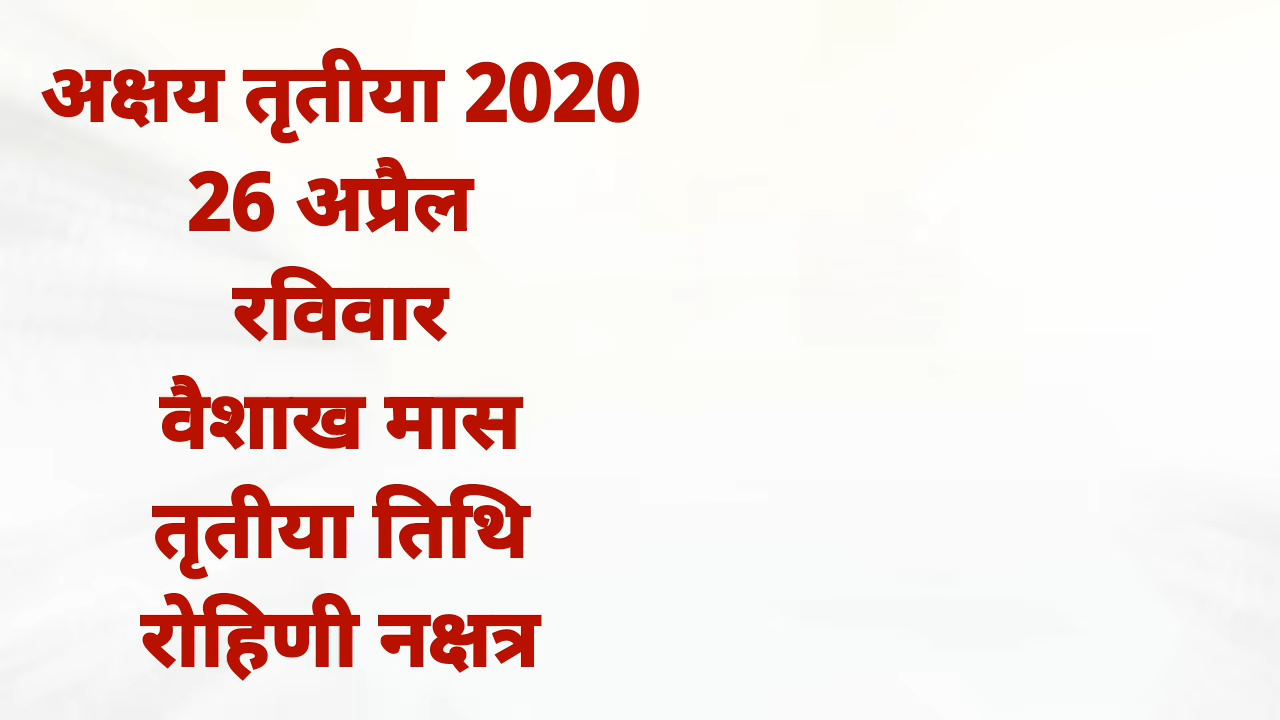 अक्षय तृतीया 2020
26 अप्रैल
रविवार
वैशाख मास
तृतीया तिथि
रोहिणी नक्षत्र